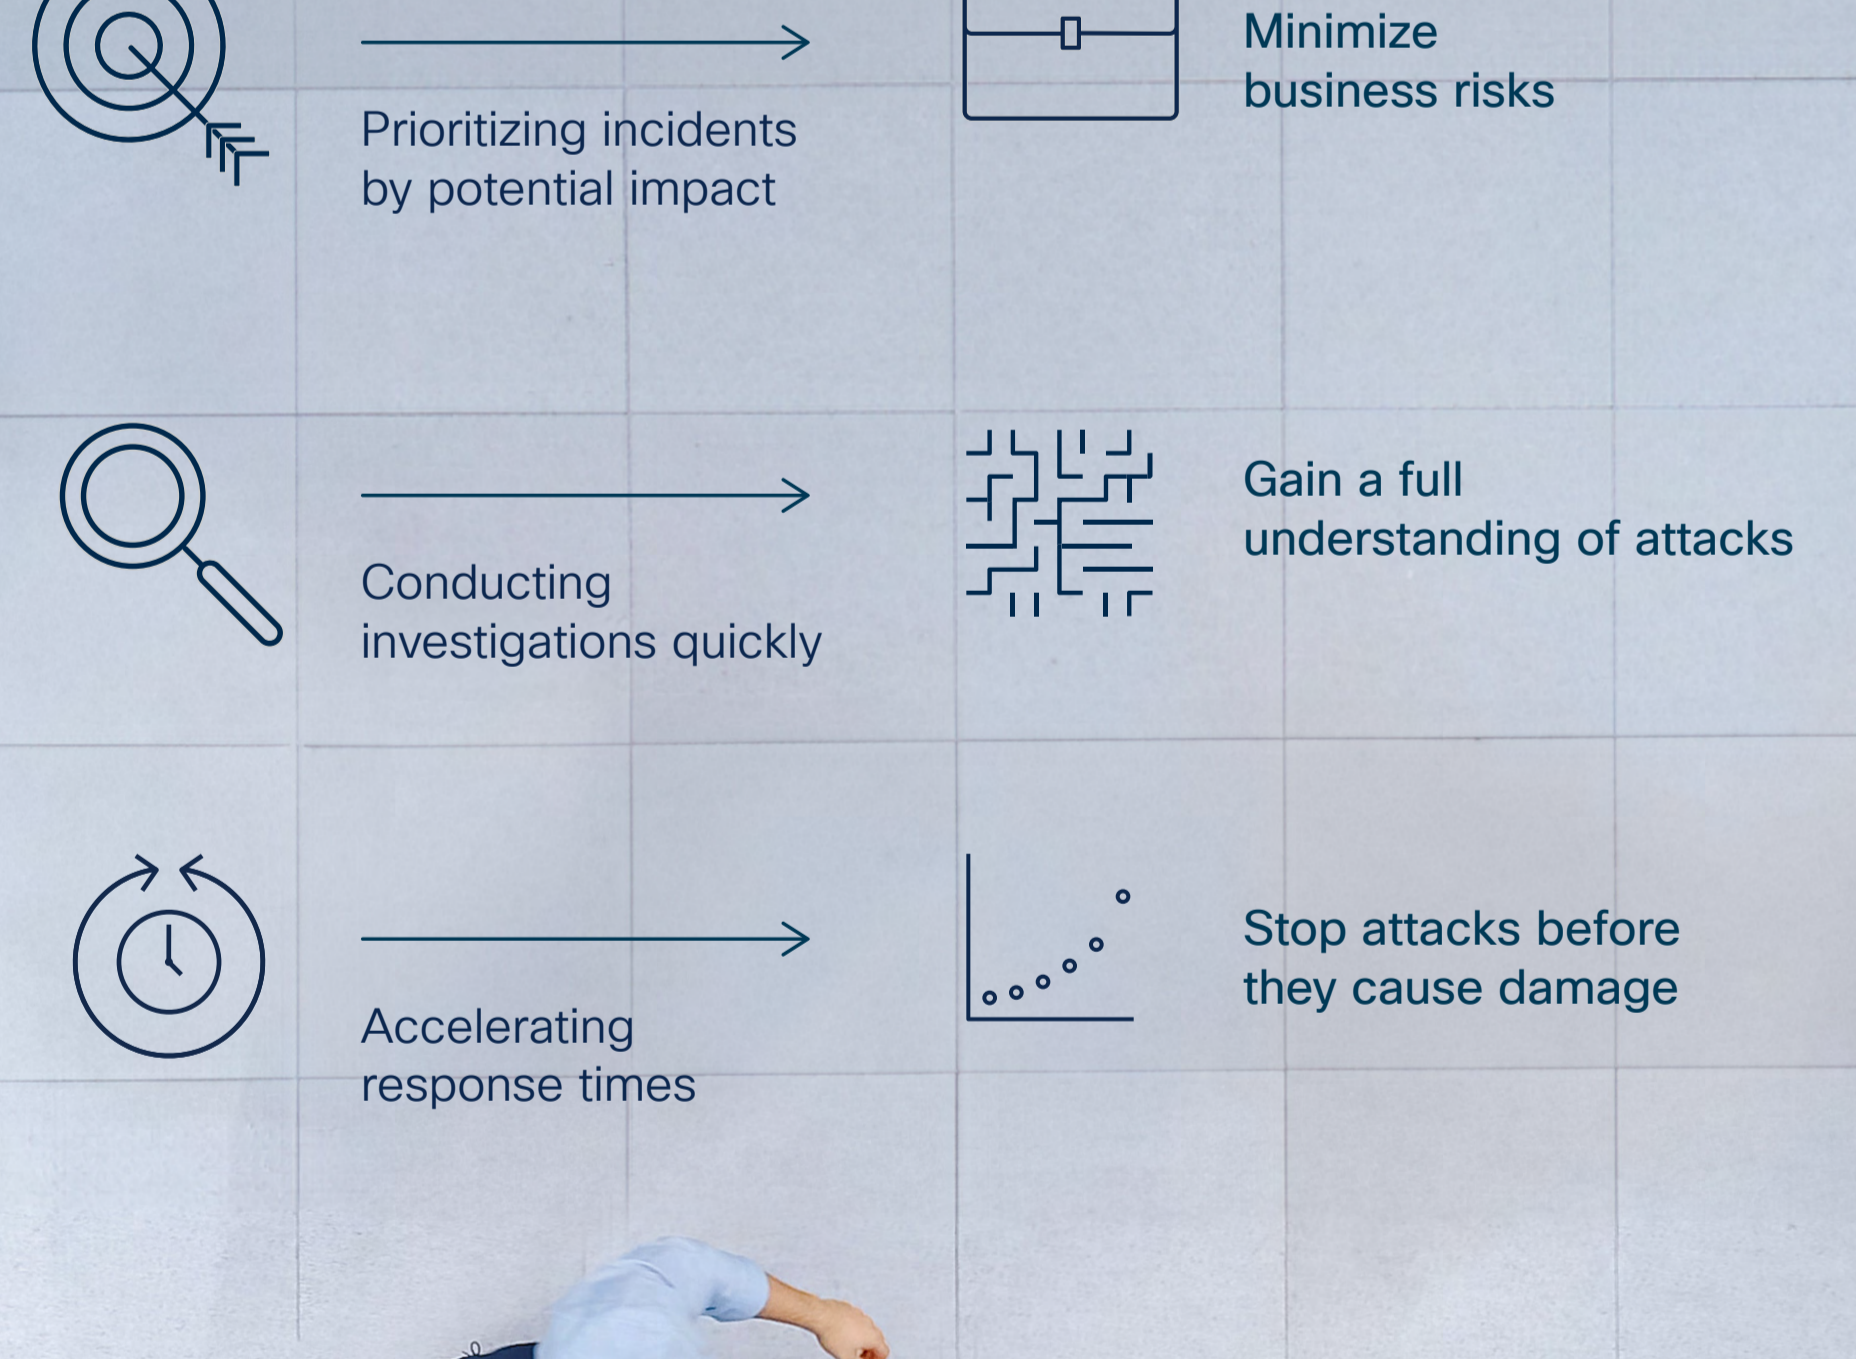 Minimize
business risks
Prioritizing incidents
by potential impact
Gain a full
understanding of attacks
Conducting
investigations quickly
Stop attacks before
they cause damage
Accelerating
response times